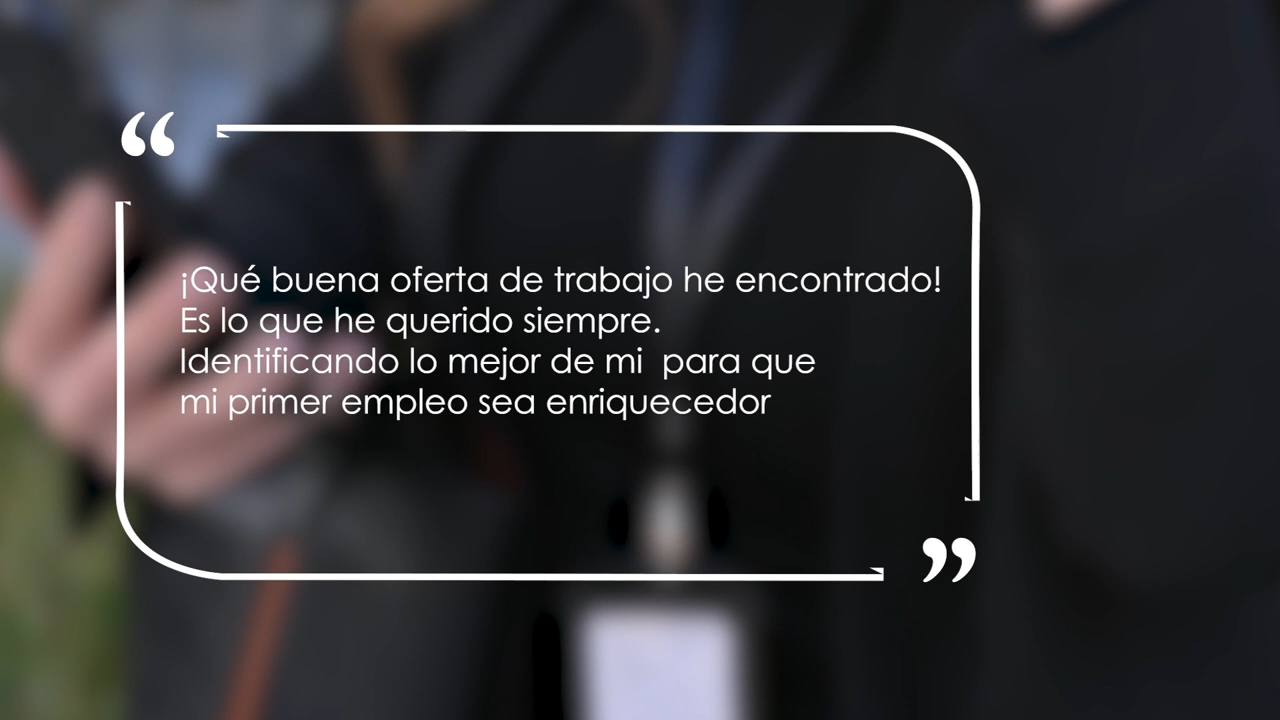 “
¡Qué buena oferta de trabajo he encontrado!
Es lo que he querido siempre.
Identificando lo mejor de mi  para que
mi primer empleo sea enriquecedor
”